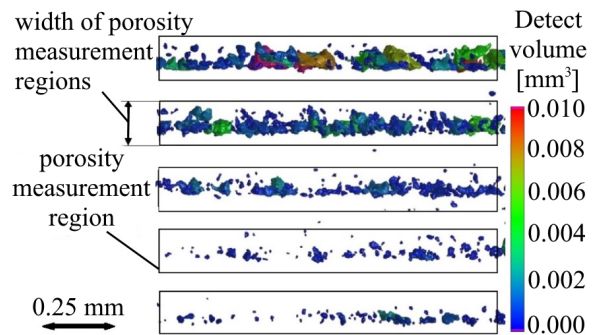 width of porosity
measurement
regions
porosity
measurement
region
0.25 mm
Detect
volume
[mm³]
0.010
0.008
0.006
0.004
0.002
0.000